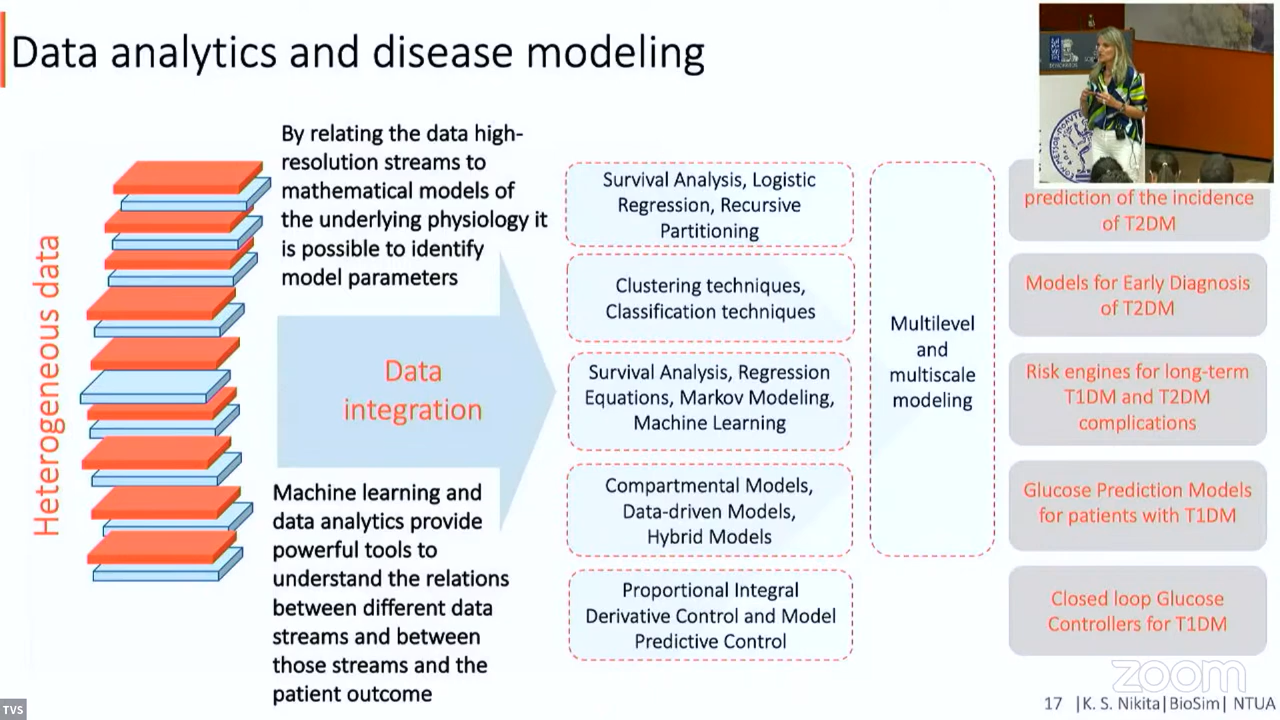 Data analytics and disease modeling
Heterogeneous data
By relating the data high-
resolution streams to
mathematical models of
the underlying physiology it
is possible to identify
model parameters
Data
integration
Machine learning and
data analytics provide
powerful tools to
understand the relations
between different data
streams and between
those streams and the
patient outcome
Survival Analysis, Logistic
Regression, Recursive
Partitioning
Clustering techniques,
Classification techniques
Survival Analysis, Regression
Equations, Markov Modeling,
Machine Learning
Compartmental Models,
Data-driven Models,
Hybrid Models
Proportional Integral
Derivative Control and Model
Predictive Control
Multilevel
and
multiscale
modeling
prediction of the incidence
of T2DM
Models for Early Diagnosis
of T2DM
Risk engines for long-term
T1DM and T2DM
complications
Glucose Prediction Models
for patients with T1DM
Closed loop Glucose
Controllers for T1DM
zoom
17 |K. S. Nikita|BioSim| NTUA
TVS